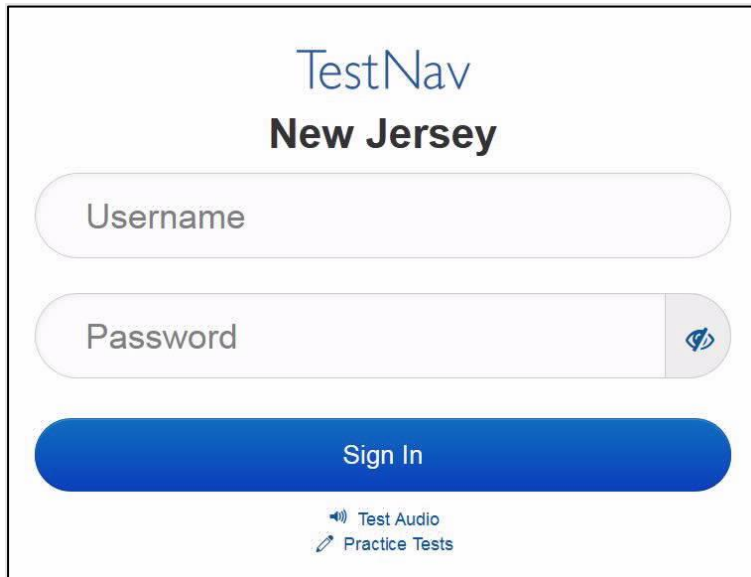 TestNav
New Jersey
Username
Password
Sign In
Test Audio
Practice Tests